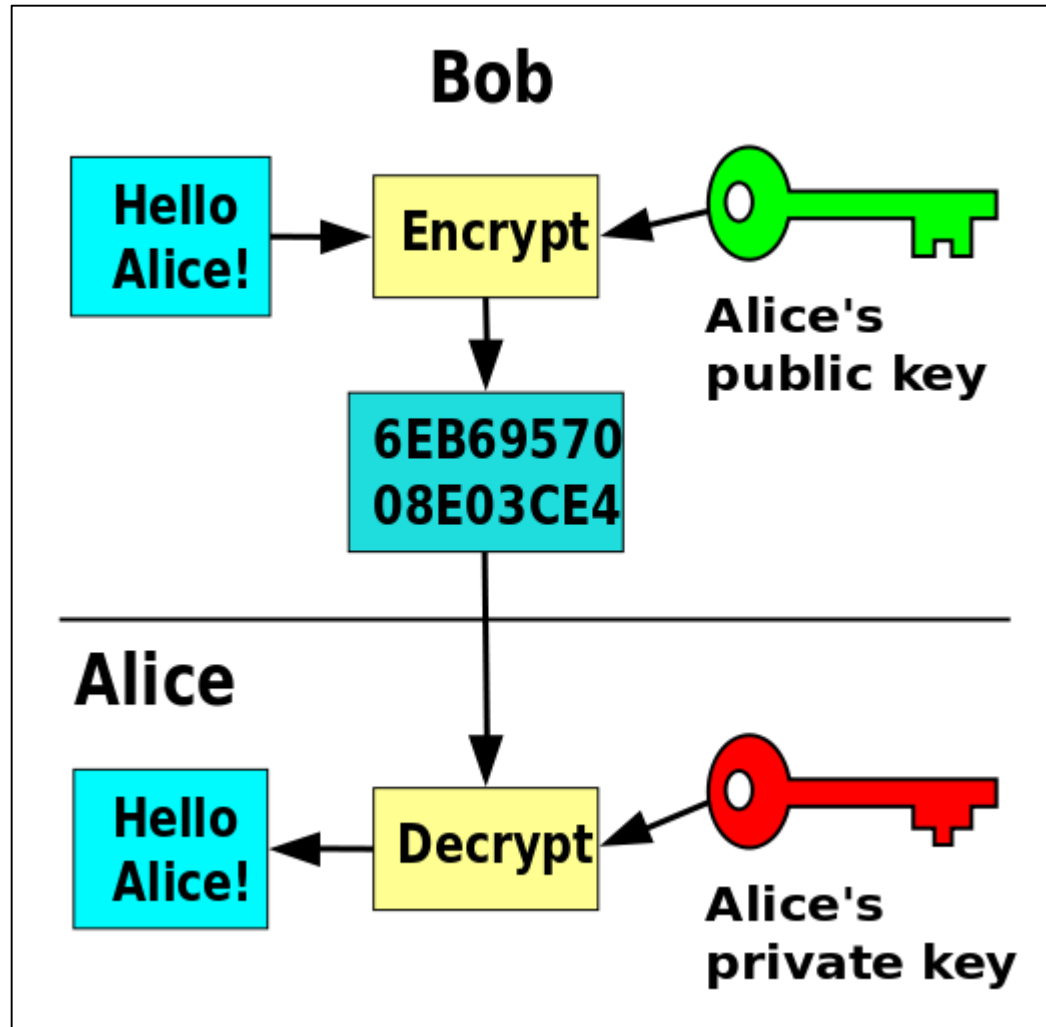 Bob
Hello
Alice!
Encrypt
Alice's
public key
6EB69570
08E03CE4
Alice
Hello
Alice!
Decrypt
Alice's
private key